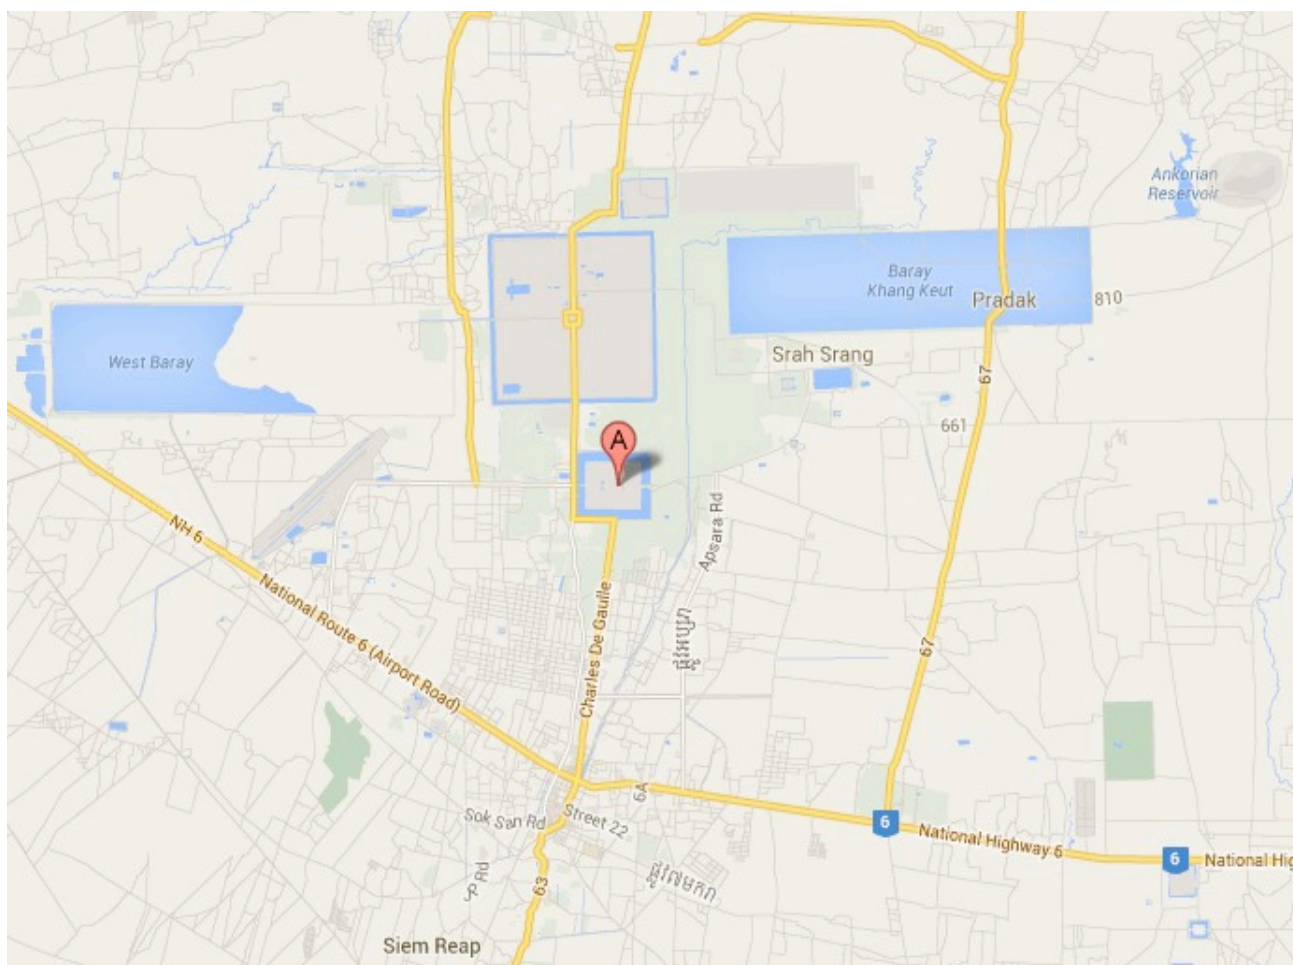 Ankorian
Reservoir
Baray
Khang Keut
Pradak
810
West Baray
Srah Srang
67
661
A
NH 6
Apsara Rd
National Route 6 (Airport Road)
Charles De Gaulle
67
6A
Sok San Rd
Street 22
6
National Highway 6
6
National Hig
63
Siem Reap